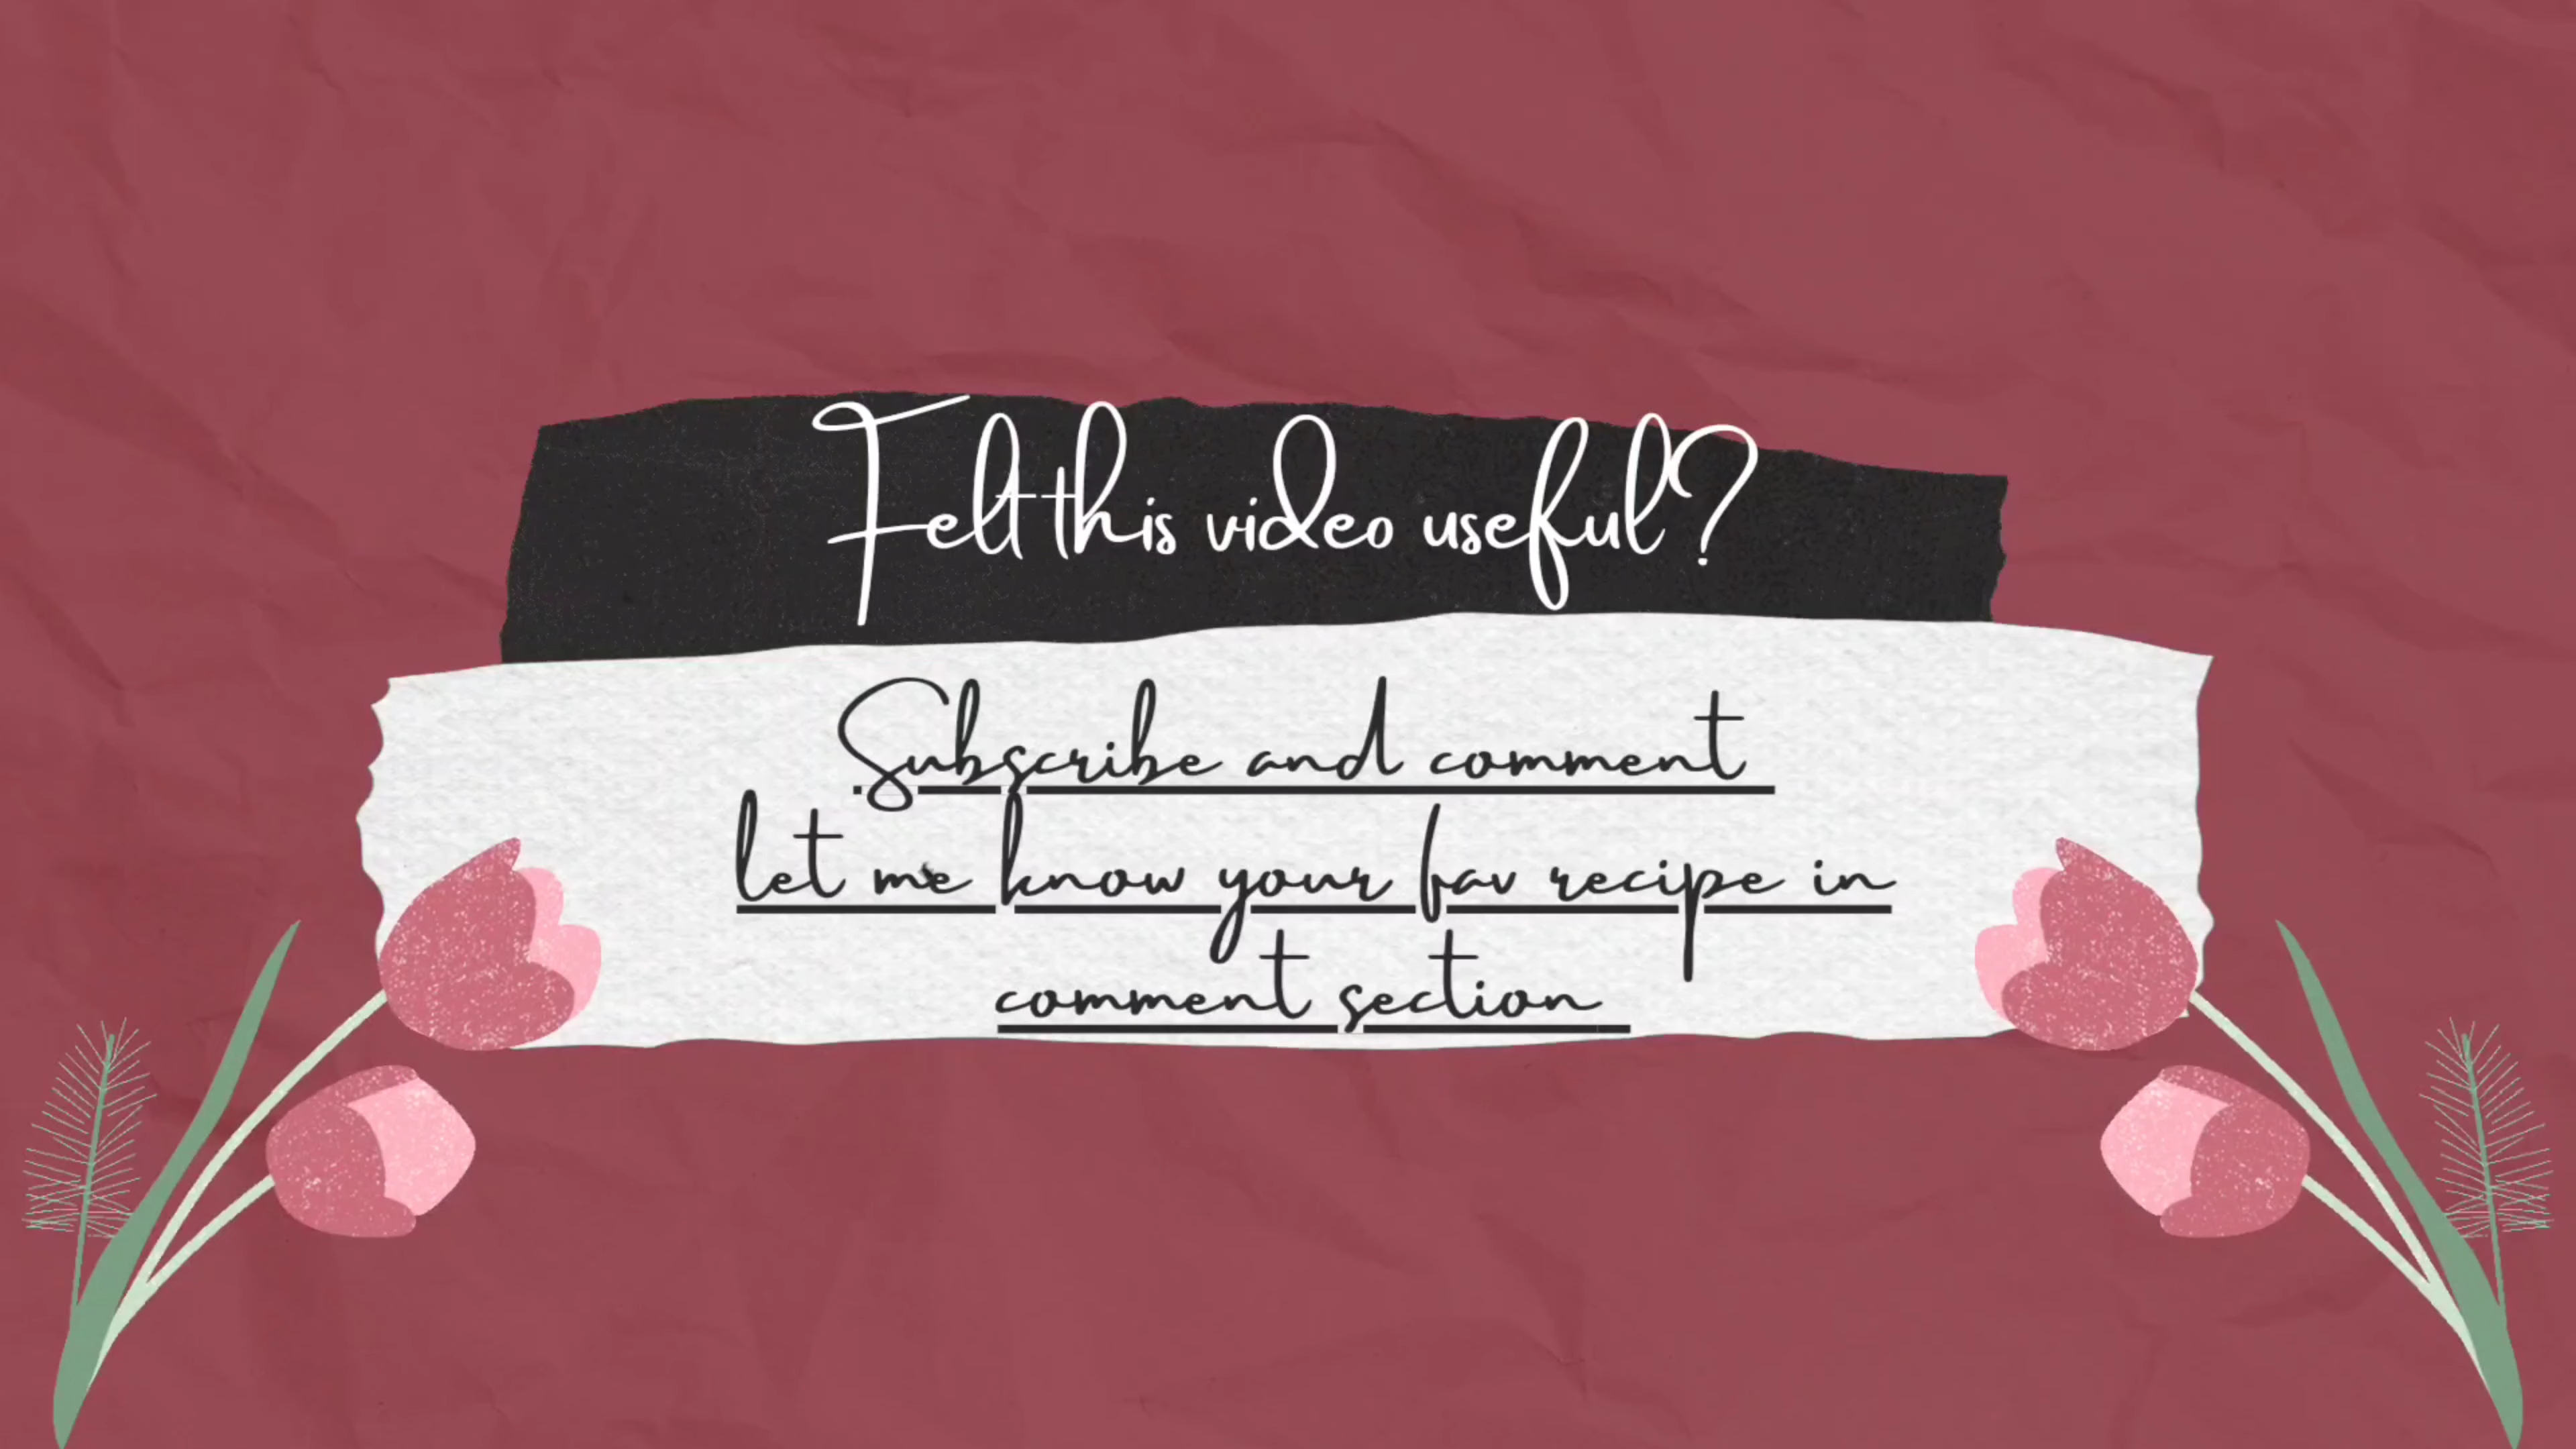 Felt this video useful?
Subscribe and comment
let me know your fav recipe in
comment section